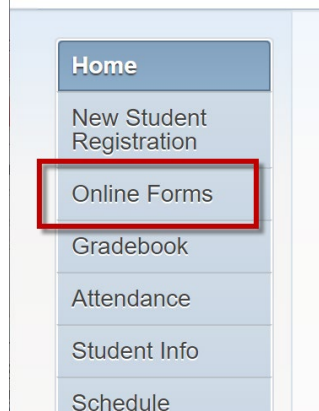 Home
New Student
Registration
Online Forms
Gradebook
Attendance
Student Info
Schedule